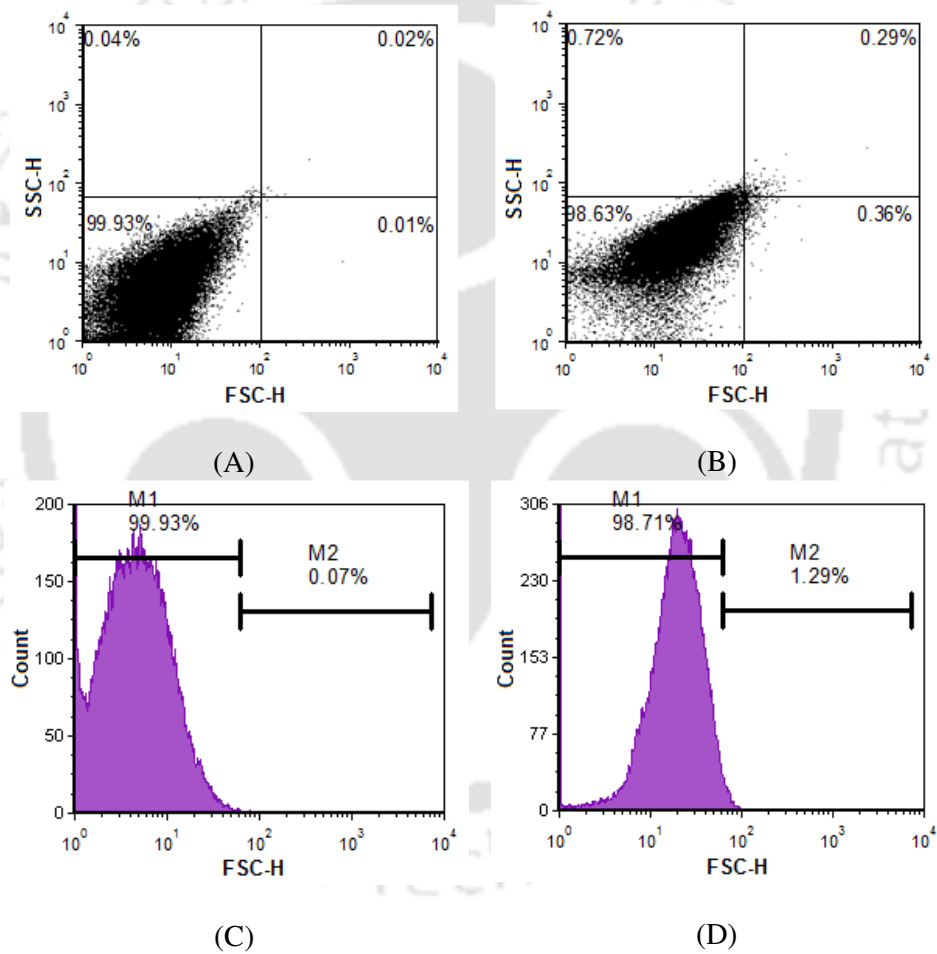 10^4 0.04% 0.02%
10^3
SSC-H
10^2
99.93% 0.01%
10^1
10^0
10^0 10^1 10^2 10^3 10^4
FSC-H
(A)
10^4 0.72% 0.29%
10^3
SSC-H
10^2
98.63% 0.36%
10^1
10^0
10^0 10^1 10^2 10^3 10^4
FSC-H
(B)
200 M1
99.93%
M2
0.07%
150
Count
100
50
0
10^0 10^1 10^2 10^3 10^4
FSC-H
(C)
306 M1
98.71%
M2
1.29%
230
Count
153
77
0
10^0 10^1 10^2 10^3 10^4
FSC-H
(D)